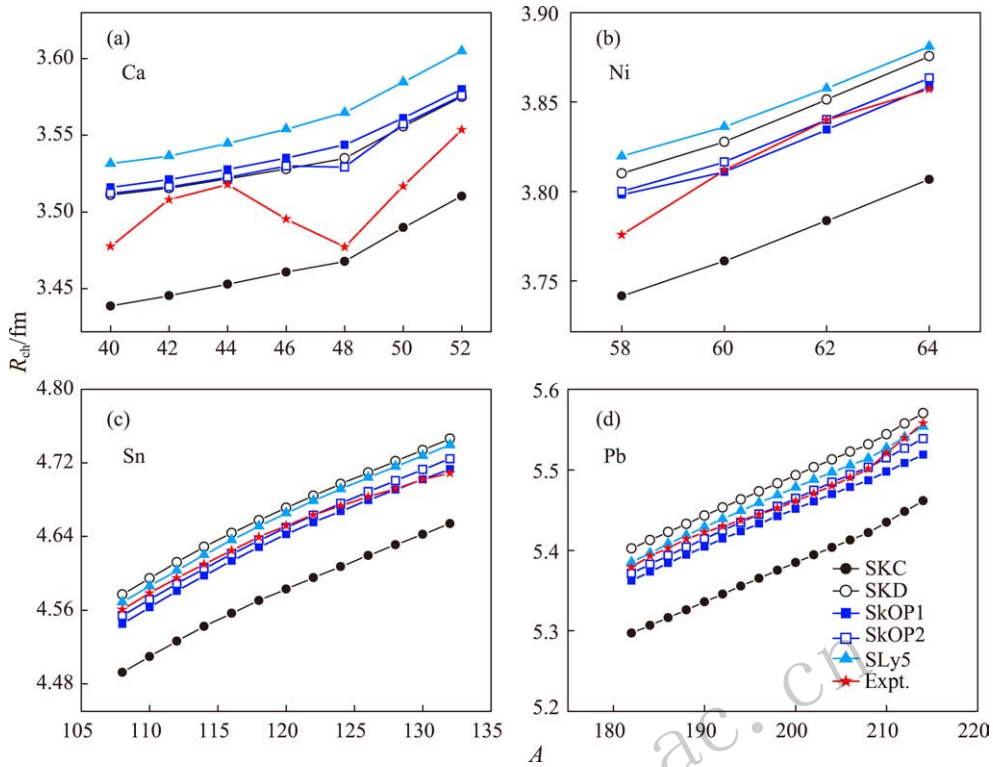 (a)
Ca
3.60
3.55
3.50
3.45
40 42 44 46 48 50 52
(b)
Ni
3.90
3.85
3.80
3.75
58 60 62 64
R_ch/fm
(c)
Sn
4.80
4.72
4.64
4.56
4.48
105 110 115 120 125 130 135
(d)
Pb
5.6
5.5
5.4
5.3
5.2
180 190 200 210 220
SKC
SKD
SkOP1
SkOP2
SLy5
Expt.
A
ac.cn